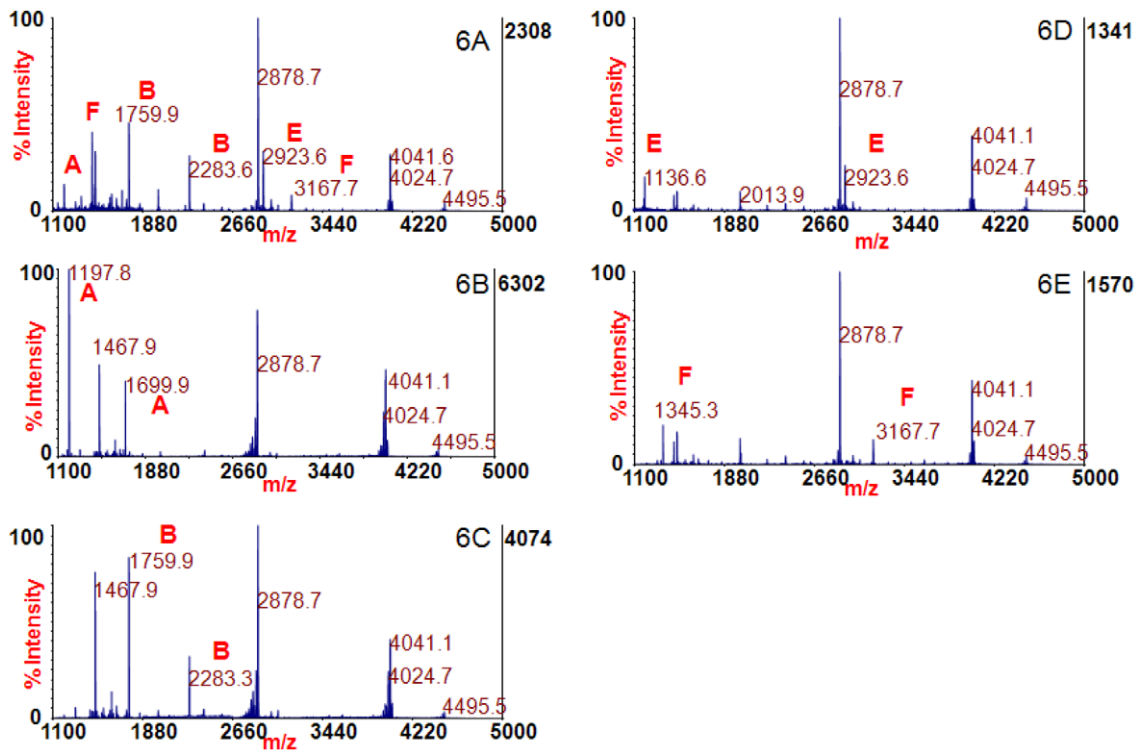 100
6A
2308
% Intensity
A
F
B
1759.9
B
2283.6
2878.7
E
2923.6
F
3167.7
4041.6
4024.7
4495.5
0
1100 1880 2660 3440 4220 5000
m/z
100
6D
1341
% Intensity
E
1136.6
2013.9
2878.7
E
2923.6
4041.1
4024.7
4495.5
0
1100 1880 2660 3440 4220 5000
m/z
100
6B
6302
% Intensity
1197.8
A
1467.9
1699.9
A
2878.7
4041.1
4024.7
4495.5
0
1100 1880 2660 3440 4220 5000
m/z
100
6E
1570
% Intensity
F
1345.3
2878.7
F
3167.7
4041.1
4024.7
4495.5
0
1100 1880 2660 3440 4220 5000
m/z
100
6C
4074
% Intensity
B
1759.9
1467.9
B
2283.3
2878.7
4041.1
4024.7
4495.5
0
1100 1880 2660 3440 4220 5000
m/z